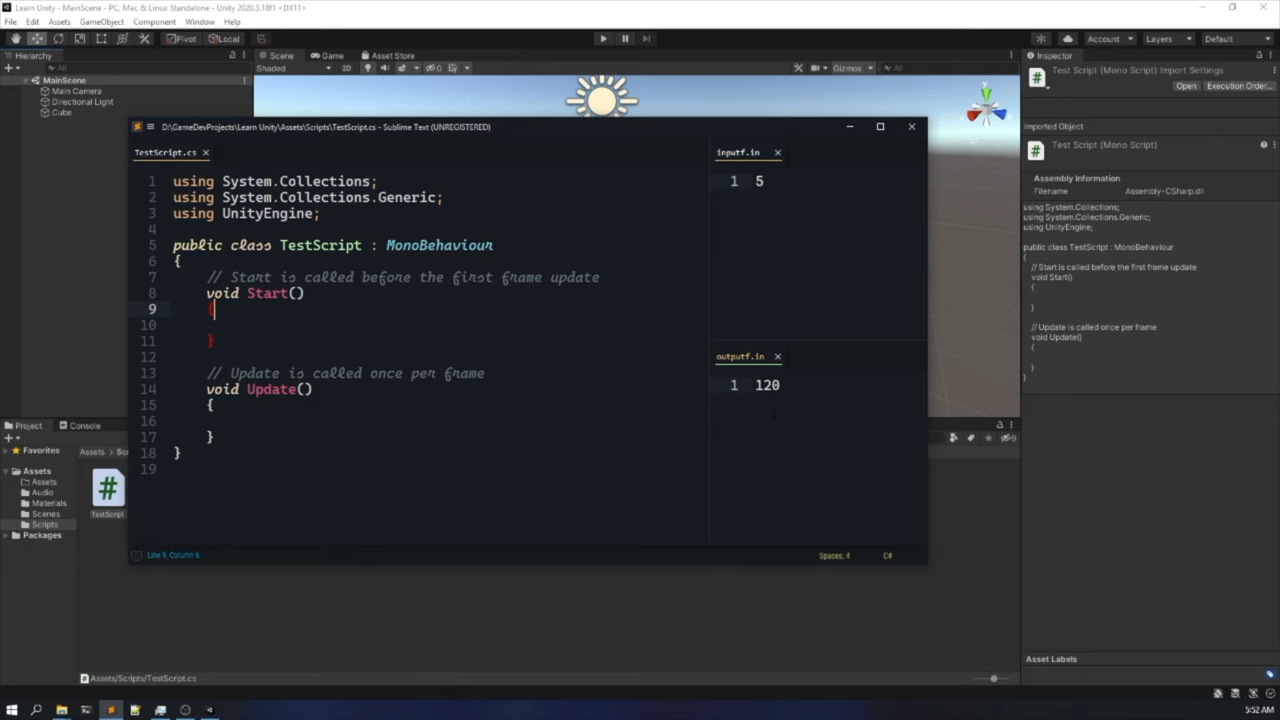 Learn Unity - MainScene - PC, Mac & Linux Standalone - Unity 2020.3.18f1 <DX11>
File Edit Assets GameObject Component Window Help
Pivot Local Account Layers Default
Hierarchy
All
MainScene
Main Camera
Directional Light
Cube
Scene Game Asset Store
Shaded 2D 0 Gizmos All
Inspector
Test Script (Mono Script) Import Settings
Open Execution Order...
Imported Object
Test Script (Mono Script)
Assembly Information
Filename Assembly-CSharp.dll
using System.Collections;
using System.Collections.Generic;
using UnityEngine;
public class TestScript : MonoBehaviour
{
// Start is called before the first frame update
void Start()
{
}
// Update is called once per frame
void Update()
{
}
}
Asset Labels
D:\GameDevProjects\Learn Unity\Assets\Scripts\TestScript.cs - Sublime Text (UNREGISTERED)
TestScript.cs
1 using System.Collections;
2 using System.Collections.Generic;
3 using UnityEngine;
4
5 public class TestScript : MonoBehaviour
6 {
7 // Start is called before the first frame update
8 void Start()
9 {
10
11 }
12
13 // Update is called once per frame
14 void Update()
15 {
16
17 }
18 }
19
inputf.in
1 5
outputf.in
1 120
Line 9, Column 6 Spaces: 4 C#
Project Console
9
Favorites
Assets
Assets
Audio
Materials
Scenes
Scripts
Packages
Assets > Sc
TestScript
Assets/Scripts/TestScript.cs
5:52 AM